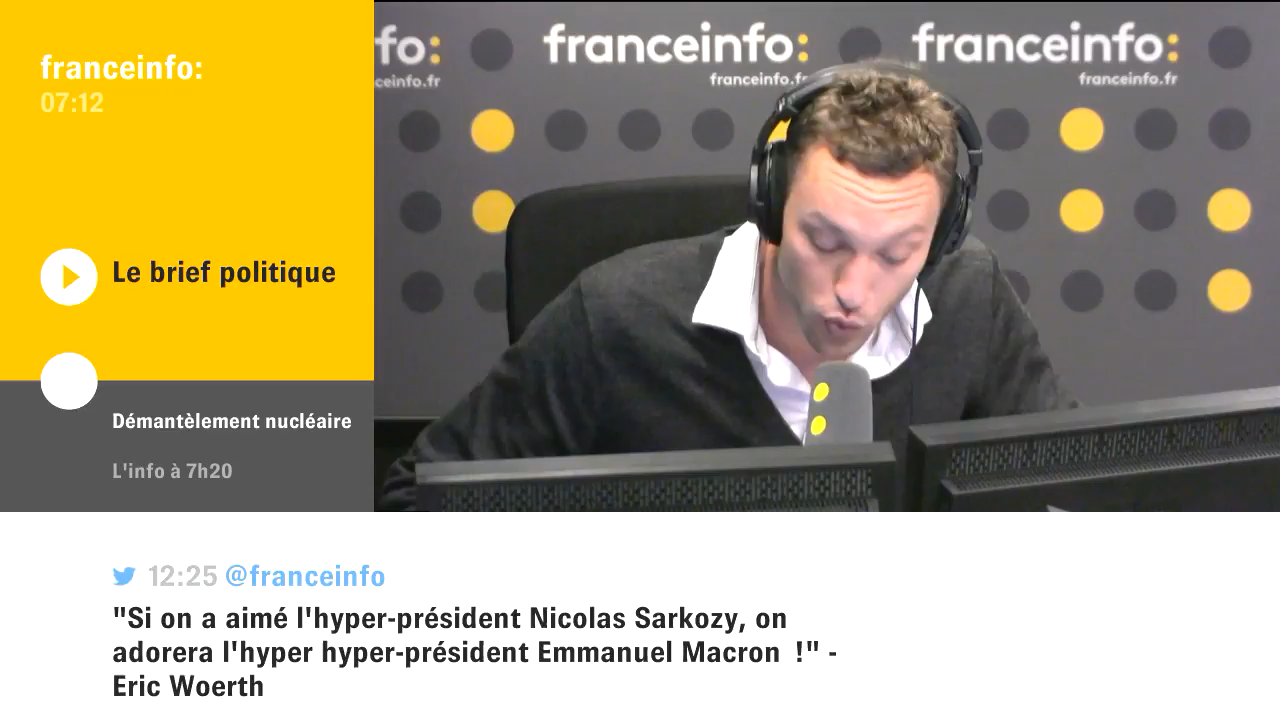 franceinfo:
07:12
Le brief politique
Démantèlement nucléaire
L'info à 7h20
fo:
ceinfo.fr
franceinfo:
franceinfo.fr
franceinfo:
franceinfo.fr
12:25 @franceinfo
"Si on a aimé l'hyper-président Nicolas Sarkozy, on
adorera l'hyper hyper-président Emmanuel Macron !" -
Eric Woerth